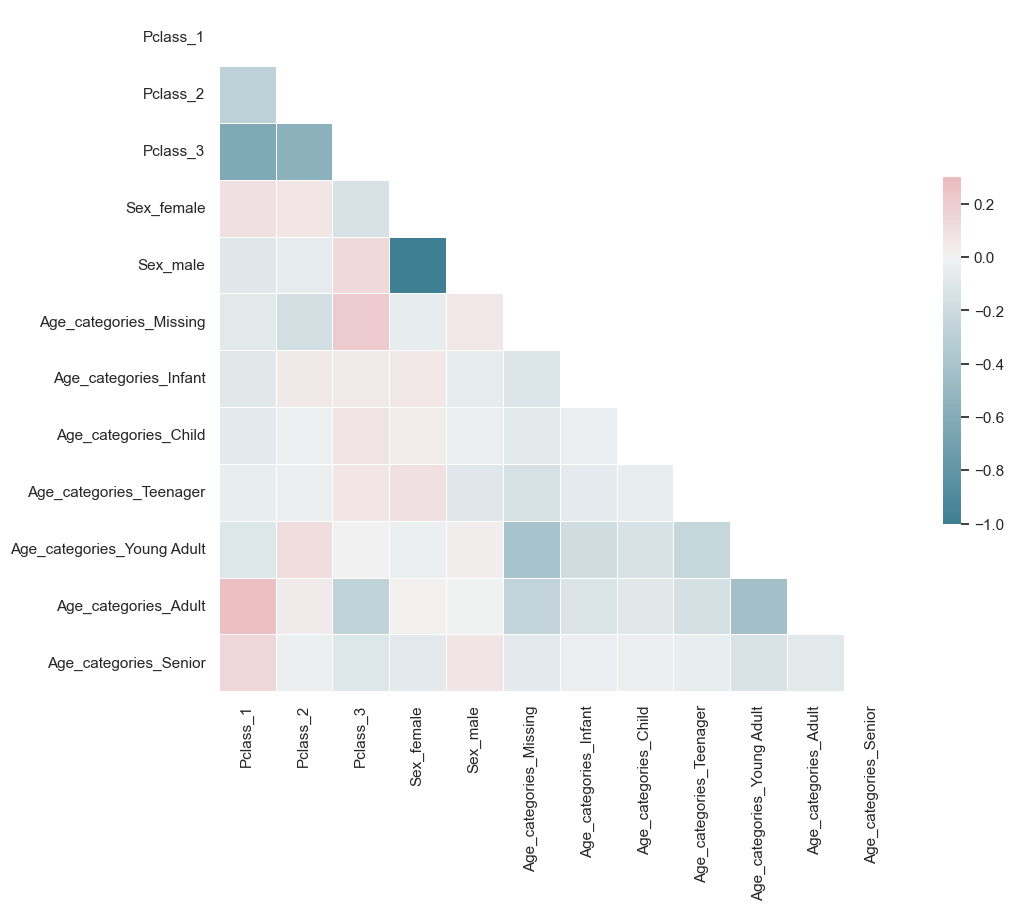 Pclass_1
Pclass_2
Pclass_3
Sex_female
Sex_male
Age_categories_Missing
Age_categories_Infant
Age_categories_Child
Age_categories_Teenager
Age_categories_Young Adult
Age_categories_Adult
Age_categories_Senior
Pclass_1
Pclass_2
Pclass_3
Sex_female
Sex_male
Age_categories_Missing
Age_categories_Infant
Age_categories_Child
Age_categories_Teenager
Age_categories_Young Adult
Age_categories_Adult
Age_categories_Senior
0.2
0.0
−0.2
−0.4
−0.6
−0.8
−1.0